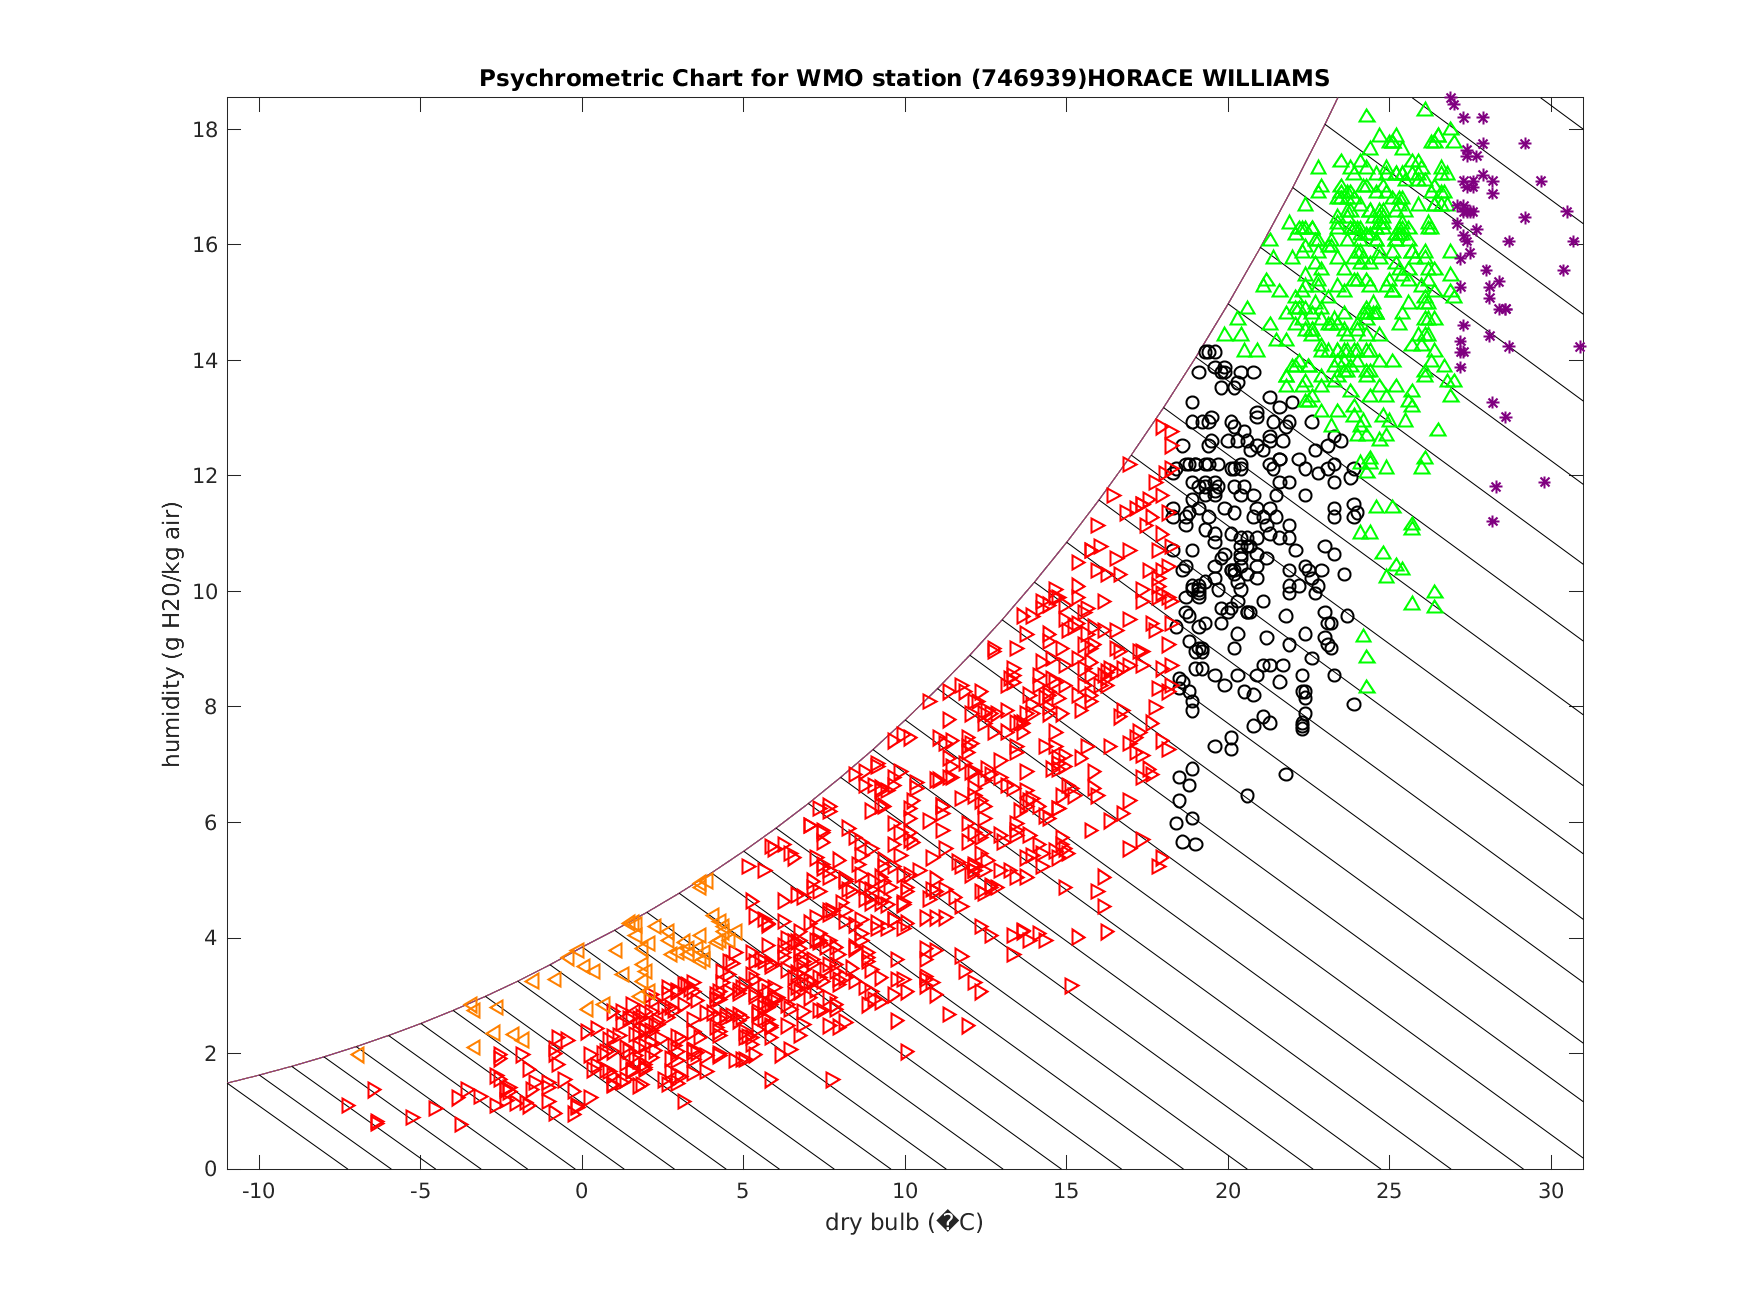 Psychrometric Chart for WMO station (746939)HORACE WILLIAMS
humidity (g H20/kg air)
18
16
14
12
10
8
6
4
2
0
-10 -5 0 5 10 15 20 25 30
dry bulb (�C)